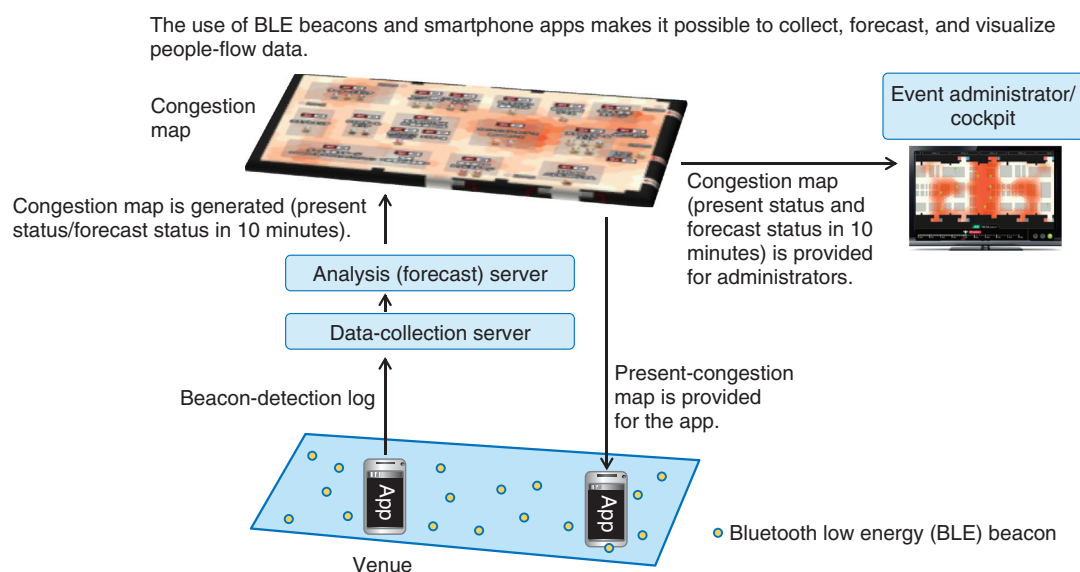 The use of BLE beacons and smartphone apps makes it possible to collect, forecast, and visualize
people-flow data.
Congestion
map
Event administrator/
cockpit
Congestion map is generated (present
status/forecast status in 10 minutes).
Congestion map
(present status and
forecast status in 10
minutes) is provided
for administrators.
Analysis (forecast) server
Data-collection server
Beacon-detection log
Present-congestion
map is provided
for the app.
App
App
Bluetooth low energy (BLE) beacon
Venue